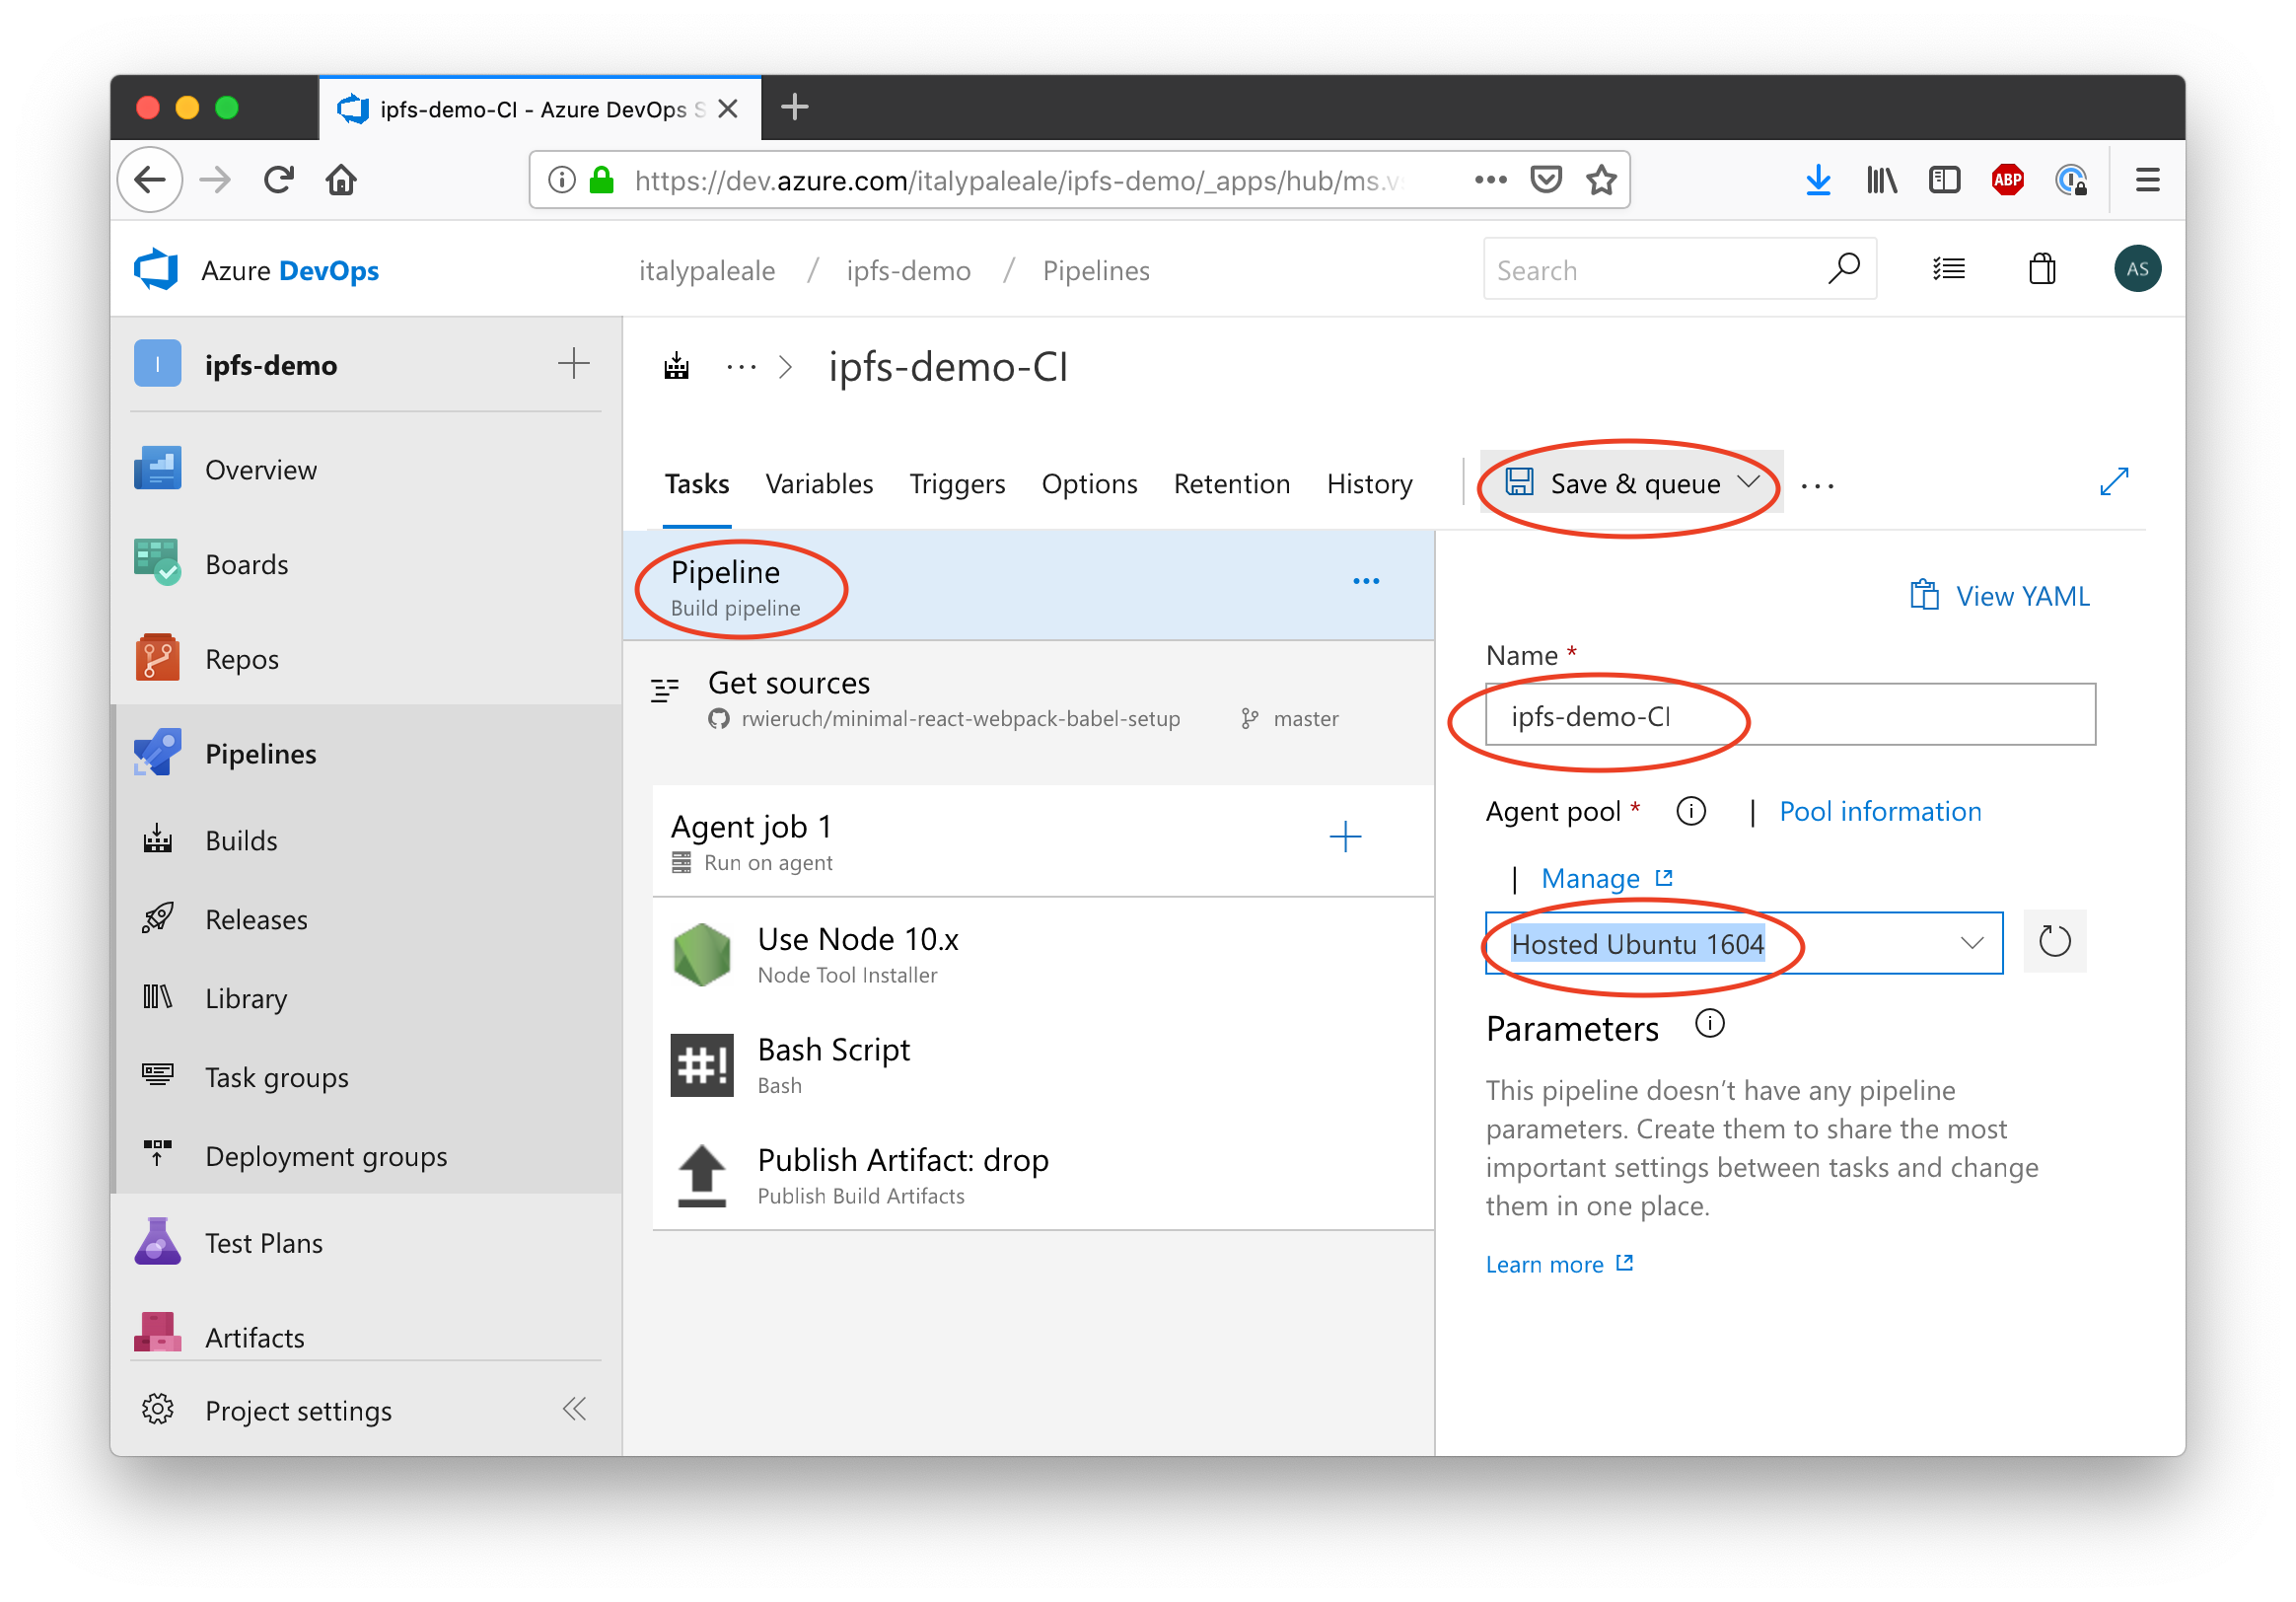 ipfs-demo-CI - Azure DevOps S
https://dev.azure.com/italypaleale/ipfs-demo/_apps/hub/ms.vs
ABP
Azure DevOps
italypaleale / ipfs-demo / Pipelines
Search
AS
I
ipfs-demo
Overview
Boards
Repos
Pipelines
Builds
Releases
Library
Task groups
Deployment groups
Test Plans
Artifacts
Project settings
... > ipfs-demo-CI
Tasks Variables Triggers Options Retention History
Save & queue ...
Pipeline
Build pipeline
Get sources
rwieruch/minimal-react-webpack-babel-setup master
Agent job 1
Run on agent
Use Node 10.x
Node Tool Installer
#!
Bash Script
Bash
Publish Artifact: drop
Publish Build Artifacts
View YAML
Name *
ipfs-demo-CI
Agent pool * | Pool information
| Manage
Hosted Ubuntu 1604
Parameters
This pipeline doesn't have any pipeline
parameters. Create them to share the most
important settings between tasks and change
them in one place.
Learn more